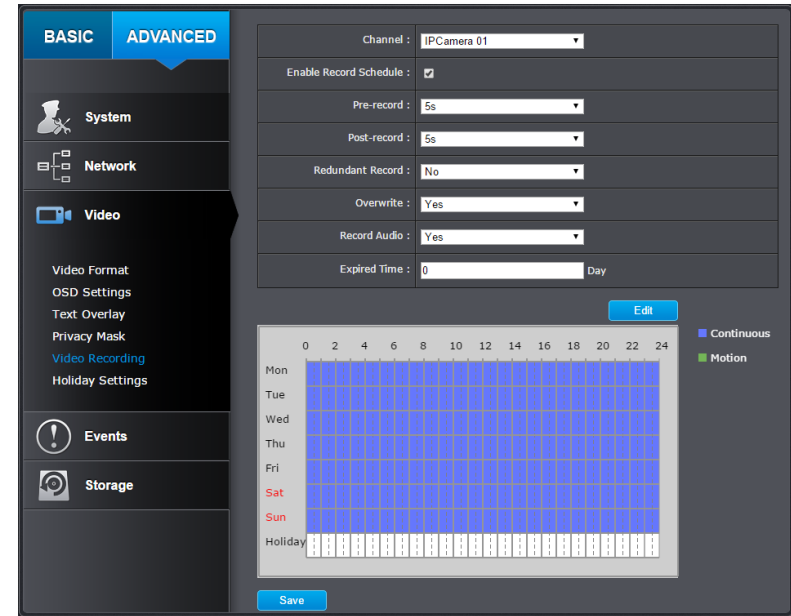 BASIC ADVANCED
System
Network
Video
Video Format
OSD Settings
Text Overlay
Privacy Mask
Video Recording
Holiday Settings
Events
Storage
Channel : IPCamera 01
Enable Record Schedule :
Pre-record : 5s
Post-record : 5s
Redundant Record : No
Overwrite : Yes
Record Audio : Yes
Expired Time : 0 Day
Edit
0 2 4 6 8 10 12 14 16 18 20 22 24
Mon
Tue
Wed
Thu
Fri
Sat
Sun
Holiday
Continuous
Motion
Save